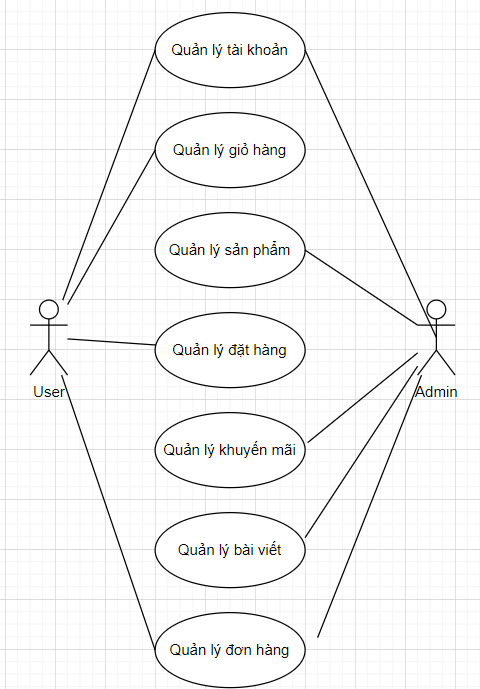 Quản lý tài khoản
Quản lý giỏ hàng
Quản lý sản phẩm
Quản lý đặt hàng
User
Admin
Quản lý khuyến mãi
Quản lý bài viết
Quản lý đơn hàng